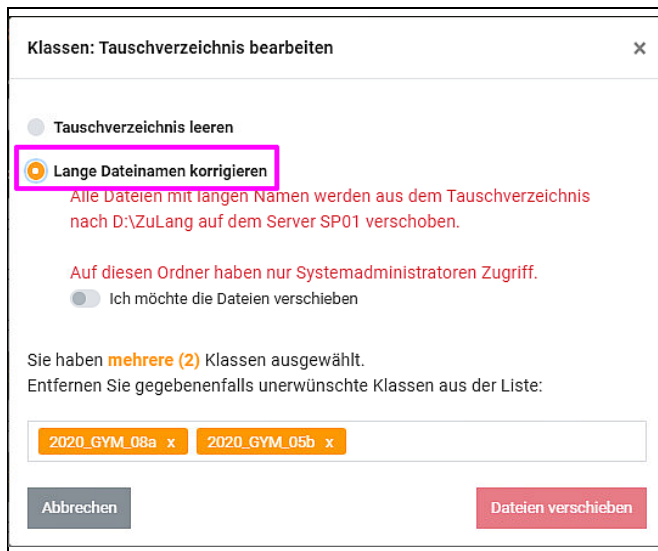 Klassen: Tauschverzeichnis bearbeiten ×
Tauschverzeichnis leeren
Lange Dateinamen korrigieren
Alle Dateien mit langen Namen werden aus dem Tauschverzeichnis
nach D:\ZuLang auf dem Server SP01 verschoben.
Auf diesen Ordner haben nur Systemadministratoren Zugriff.
Ich möchte die Dateien verschieben
Sie haben mehrere (2) Klassen ausgewählt.
Entfernen Sie gegebenenfalls unerwünschte Klassen aus der Liste:
2020_GYM_08a x 2020_GYM_05b x
Abbrechen Dateien verschieben